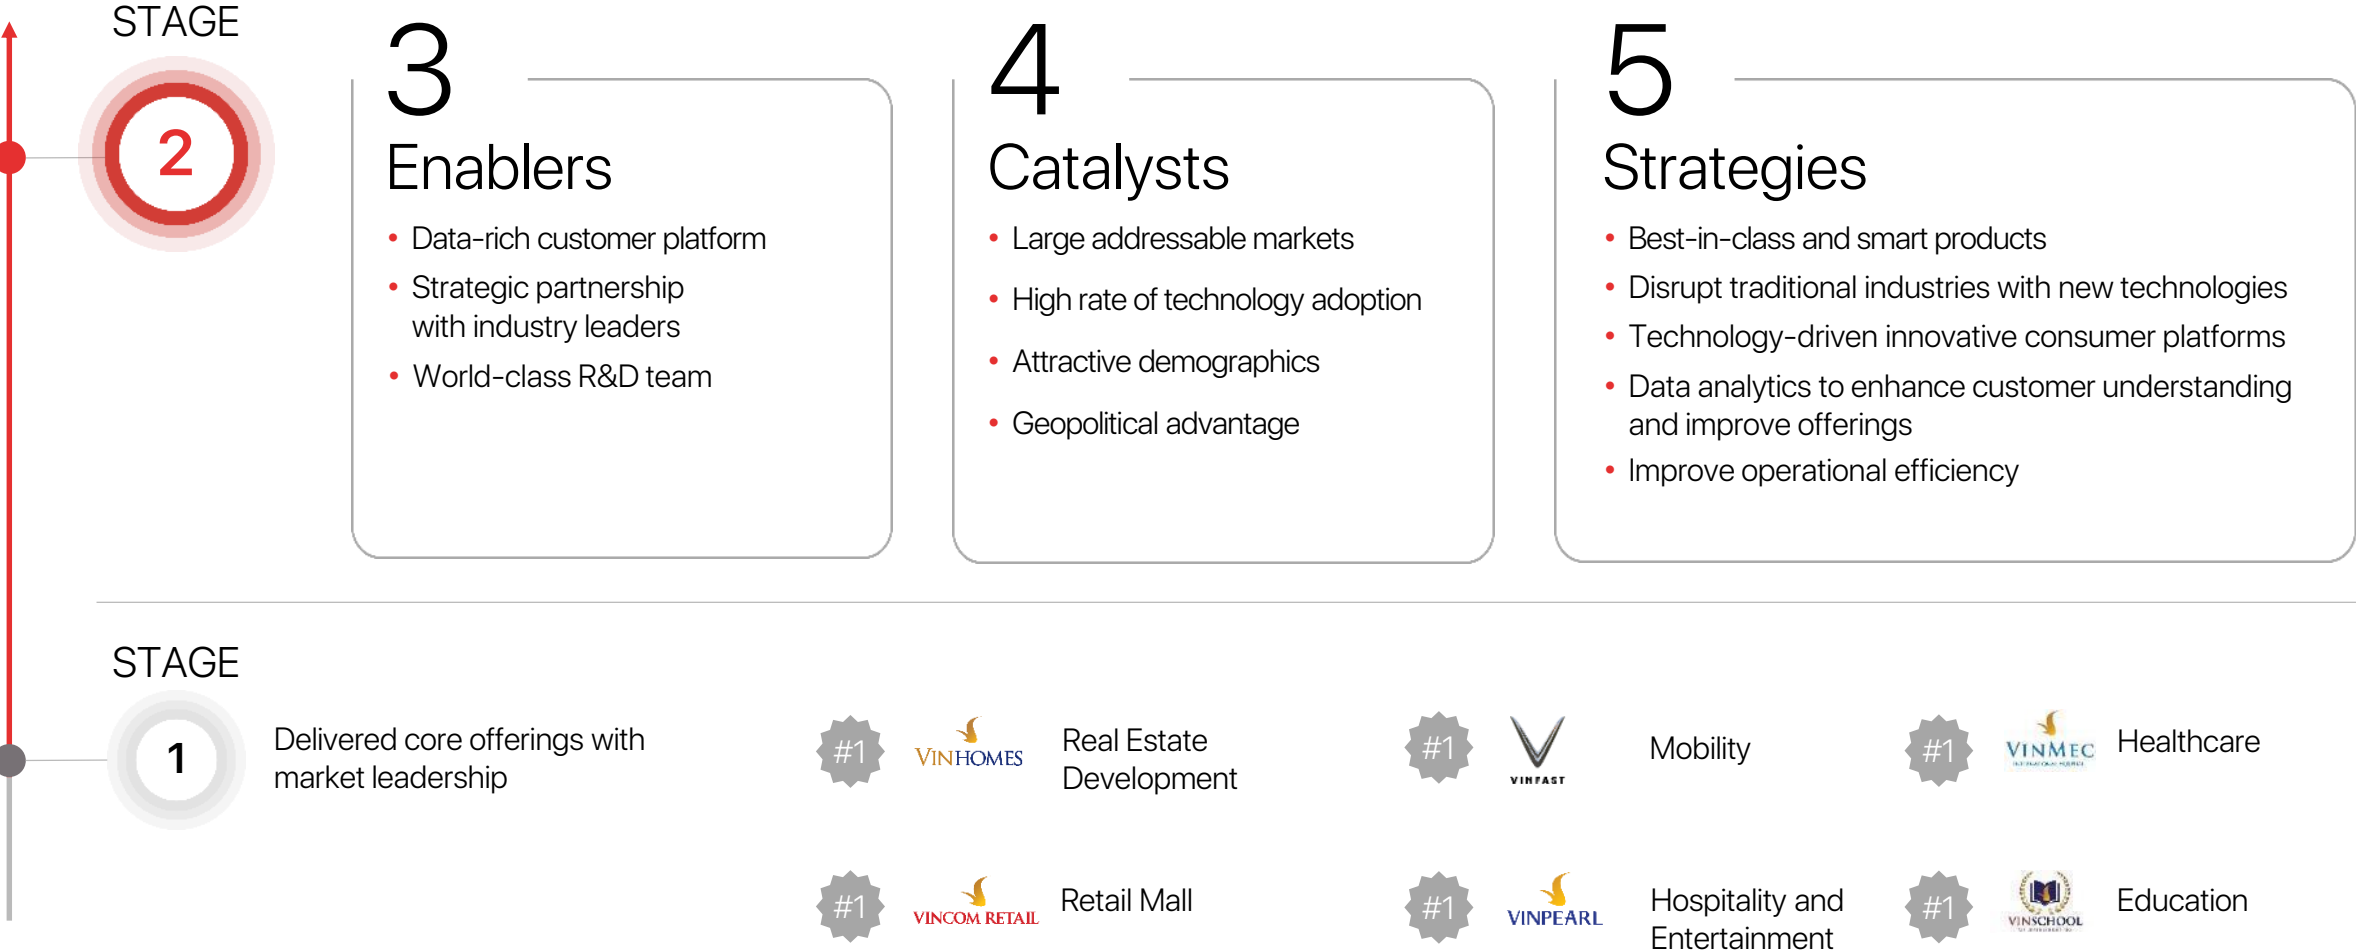 STAGE
2
3
Enablers
• Data-rich customer platform
• Strategic partnership
with industry leaders
• World-class R&D team
4
Catalysts
• Large addressable markets
• High rate of technology adoption
• Attractive demographics
• Geopolitical advantage
5
Strategies
• Best-in-class and smart products
• Disrupt traditional industries with new technologies
• Technology-driven innovative consumer platforms
• Data analytics to enhance customer understanding
and improve offerings
• Improve operational efficiency
STAGE
1
Delivered core offerings with
market leadership
#1
VINHOMES
Real Estate
Development
#1
VINFAST
Mobility
#1
VINMEC
INTERNATIONAL HOSPITAL
Healthcare
#1
VINCOM RETAIL
Retail Mall
#1
VINPEARL
Hospitality and
Entertainment
#1
VINSCHOOL
Education